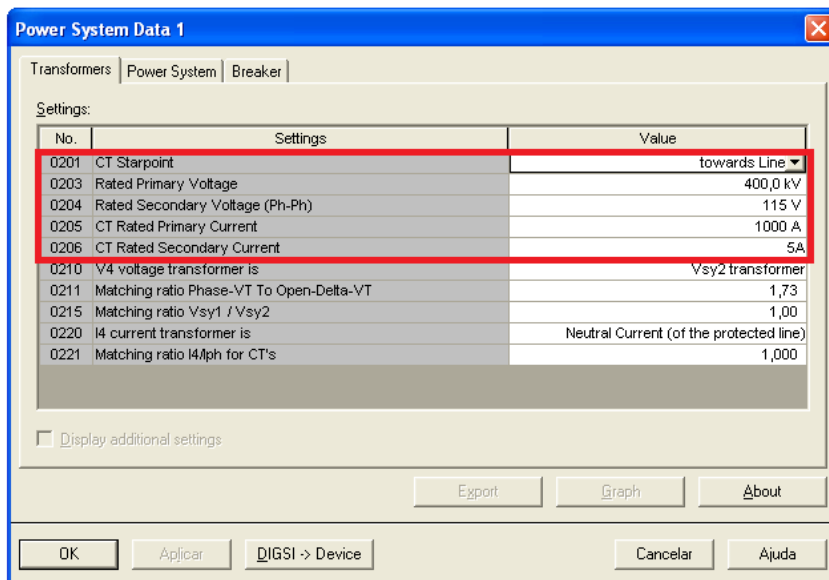 Power System Data 1
Transformers Power System Breaker
Settings:
No. Settings Value
0201 CT Starpoint towards Line
0203 Rated Primary Voltage 400,0 kV
0204 Rated Secondary Voltage (Ph-Ph) 115 V
0205 CT Rated Primary Current 1000 A
0206 CT Rated Secondary Current 5A
0210 V4 voltage transformer is Vsy2 transformer
0211 Matching ratio Phase-VT To Open-Delta-VT 1,73
0215 Matching ratio Vsy1 / Vsy2 1,00
0220 I4 current transformer is Neutral Current (of the protected line)
0221 Matching ratio I4/Iph for CT's 1,000
Display additional settings
Export Graph About
OK Aplicar DIGSI -> Device Cancelar Ajuda